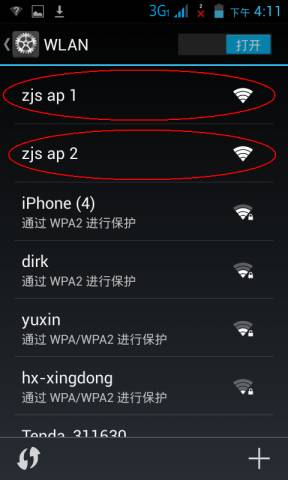 3G1 下午 4:11
WLAN 打开
zjs ap 1
zjs ap 2
iPhone (4)
通过 WPA2 进行保护
dirk
通过 WPA2 进行保护
yuxin
通过 WPA/WPA2 进行保护
hx-xingdong
通过 WPA/WPA2 进行保护
Tenda_311630